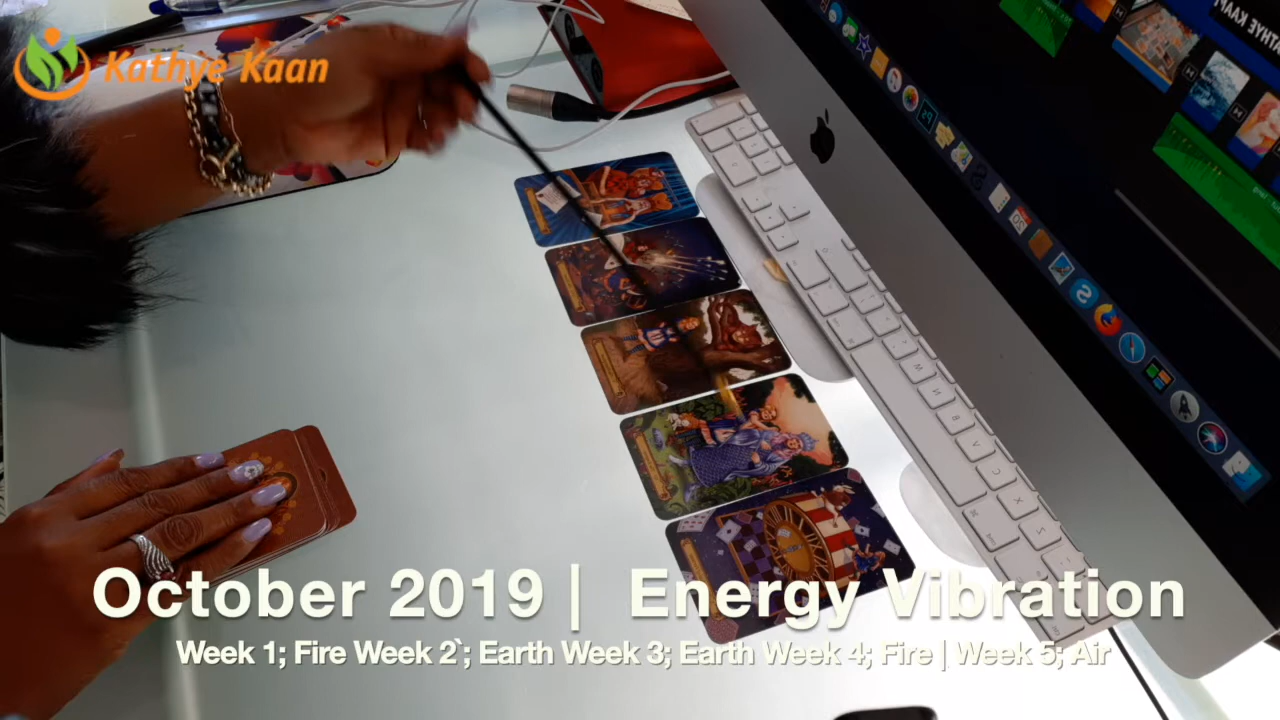 Kathye Kaan
October 2019 | Energy Vibration
Week 1; Fire Week 2`; Earth Week 3; Earth Week 4; Fire | Week 5; Air